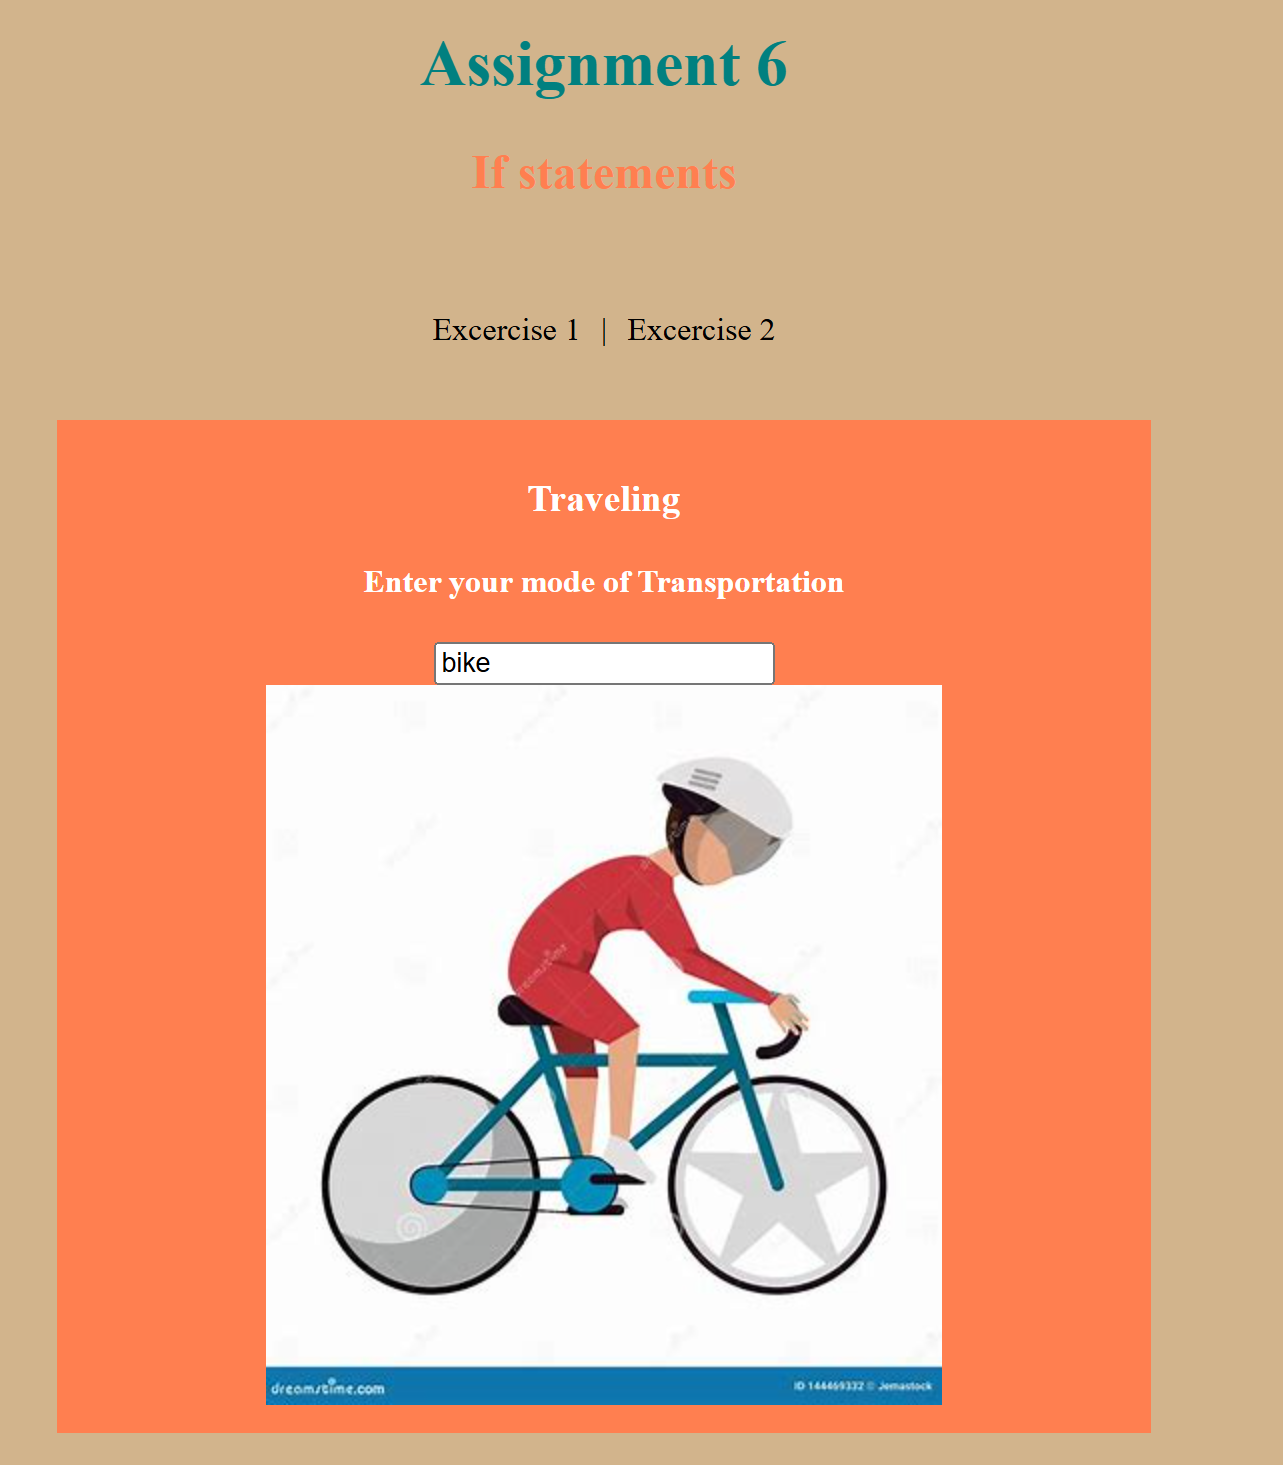 Assignment 6
If statements
Excercise 1 | Excercise 2
Traveling
Enter your mode of Transportation
bike
dreamstime.com
ID 144469332 © Jemastock